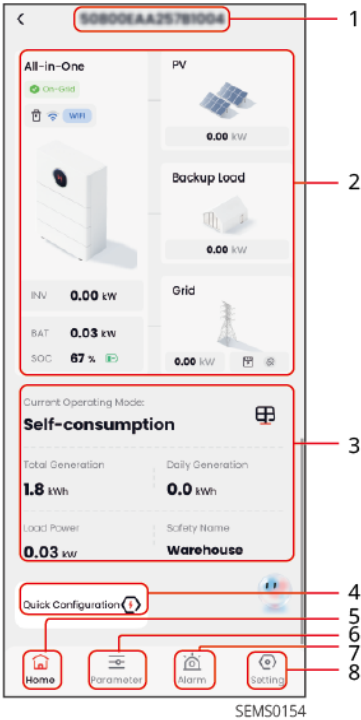 1
All-in-One
On-Grid
WiFi
INV 0.00 kW
BAT 0.03 kW
SOC 67 %
PV
0.00 kW
Backup Load
0.00 kW
Grid
0.00 kW
2
Current Operating Mode:
Self-consumption
Total Generation
1.8 kWh
Daily Generation
0.0 kWh
Load Power
0.03 kW
Safety Name
Warehouse
3
Quick Configuration
4
5
6
7
8
Home
Parameter
Alarm
Setting
SEMS0154